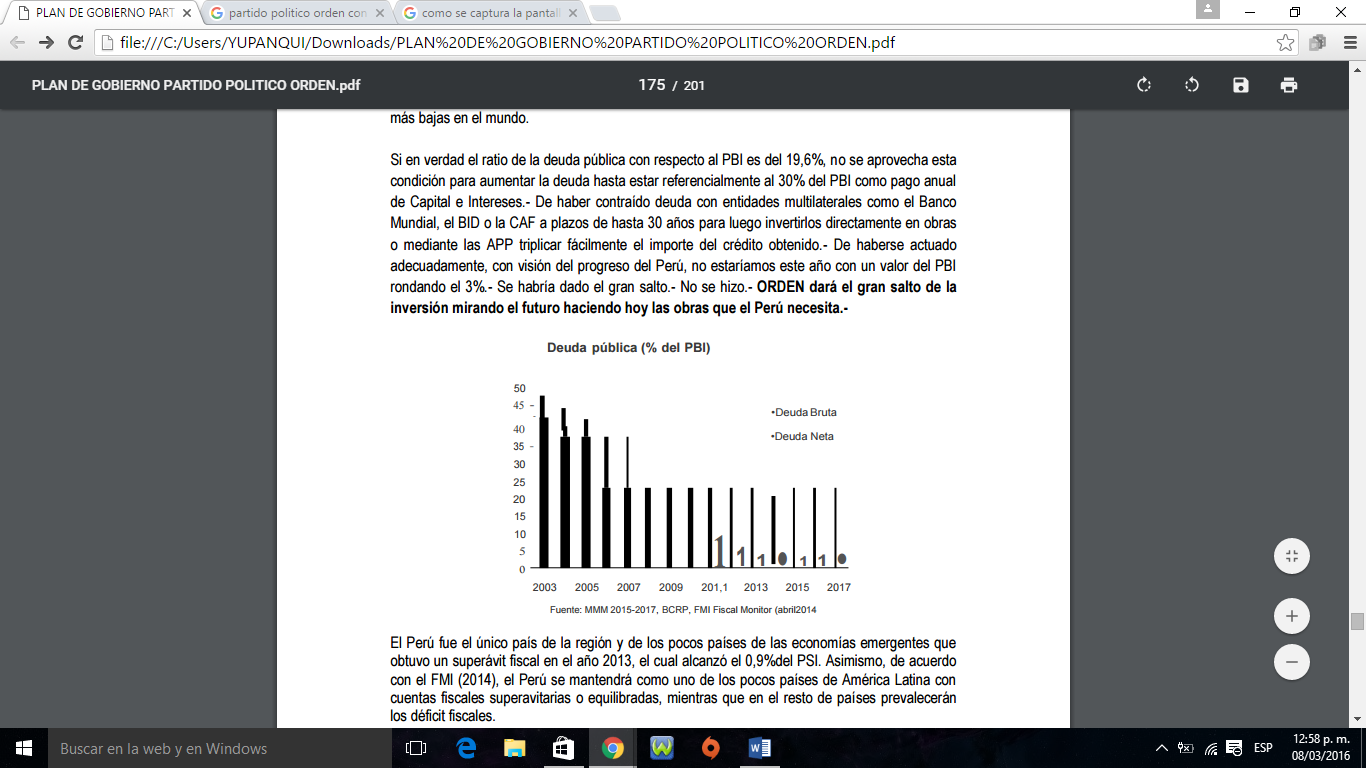 PLAN DE GOBIERNO PART
partido politico orden con
como se captura la pantall
file:///C:/Users/YUPANQUI/Downloads/PLAN%20DE%20GOBIERNO%20PARTIDO%20POLITICO%20ORDEN.pdf
PLAN DE GOBIERNO PARTIDO POLITICO ORDEN.pdf
175 / 201
más bajas en el mundo.
Si en verdad el ratio de la deuda pública con respecto al PBI es del 19,6%, no se aprovecha esta
condición para aumentar la deuda hasta estar referencialmente al 30% del PBI como pago anual
de Capital e Intereses.- De haber contraído deuda con entidades multilaterales como el Banco
Mundial, el BID o la CAF a plazos de hasta 30 años para luego invertirlos directamente en obras
o mediante las APP triplicar fácilmente el importe del crédito obtenido.- De haberse actuado
adecuadamente, con visión del progreso del Perú, no estaríamos este año con un valor del PBI
rondando el 3%.- Se habría dado el gran salto.- No se hizo.- ORDEN dará el gran salto de la
inversión mirando el futuro haciendo hoy las obras que el Perú necesita.-
Deuda pública (% del PBI)
50
45 -
40
35 -
30
25
20
15
10
5
0
•Deuda Bruta
•Deuda Neta
1 1 1 0 1 1 0
2003 2005 2007 2009 201,1 2013 2015 2017
Fuente: MMM 2015-2017, BCRP, FMI Fiscal Monitor (abril2014
El Perú fue el único país de la región y de los pocos países de las economías emergentes que
obtuvo un superávit fiscal en el año 2013, el cual alcanzó el 0,9%del PSI. Asimismo, de acuerdo
con el FMI (2014), el Perú se mantendrá como uno de los pocos países de América Latina con
cuentas fiscales superavitarias o equilibradas, mientras que en el resto de países prevalecerán
los déficit fiscales.
Buscar en la web y en Windows
ESP
12:58 p. m.
08/03/2016